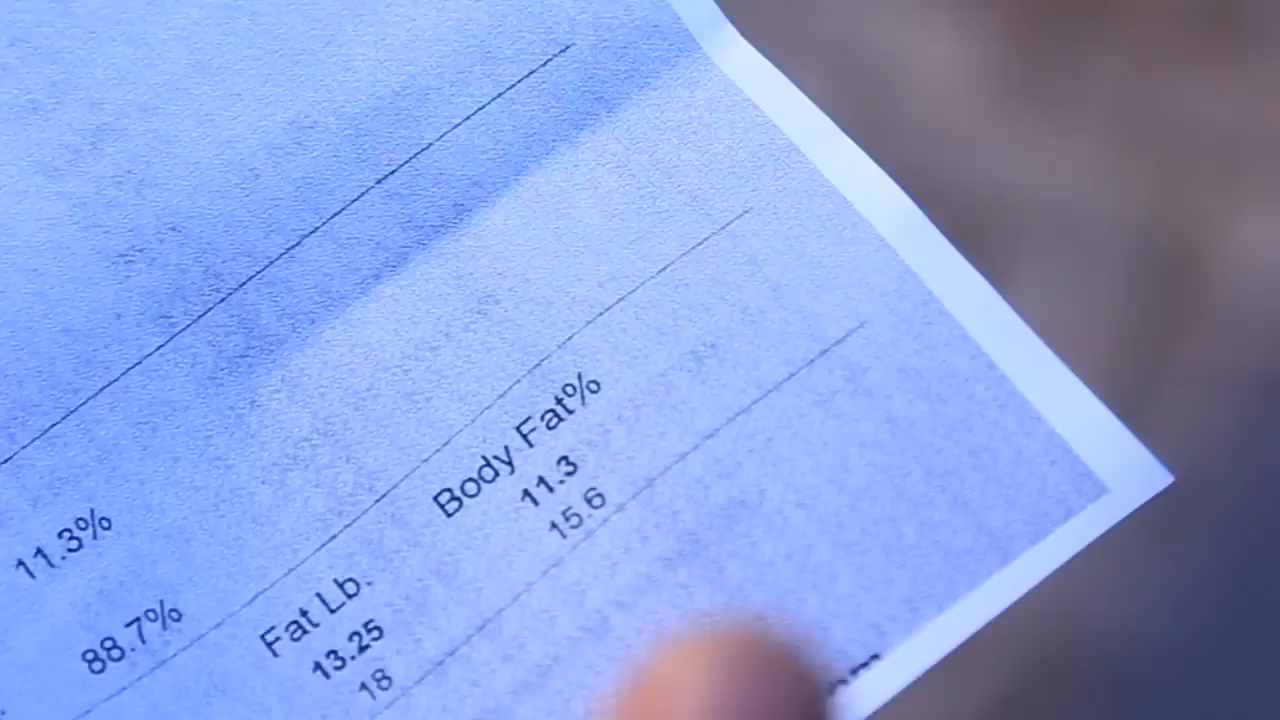 11.3%
88.7%
Fat Lb. Body Fat%
13.25 11.3
18 15.6